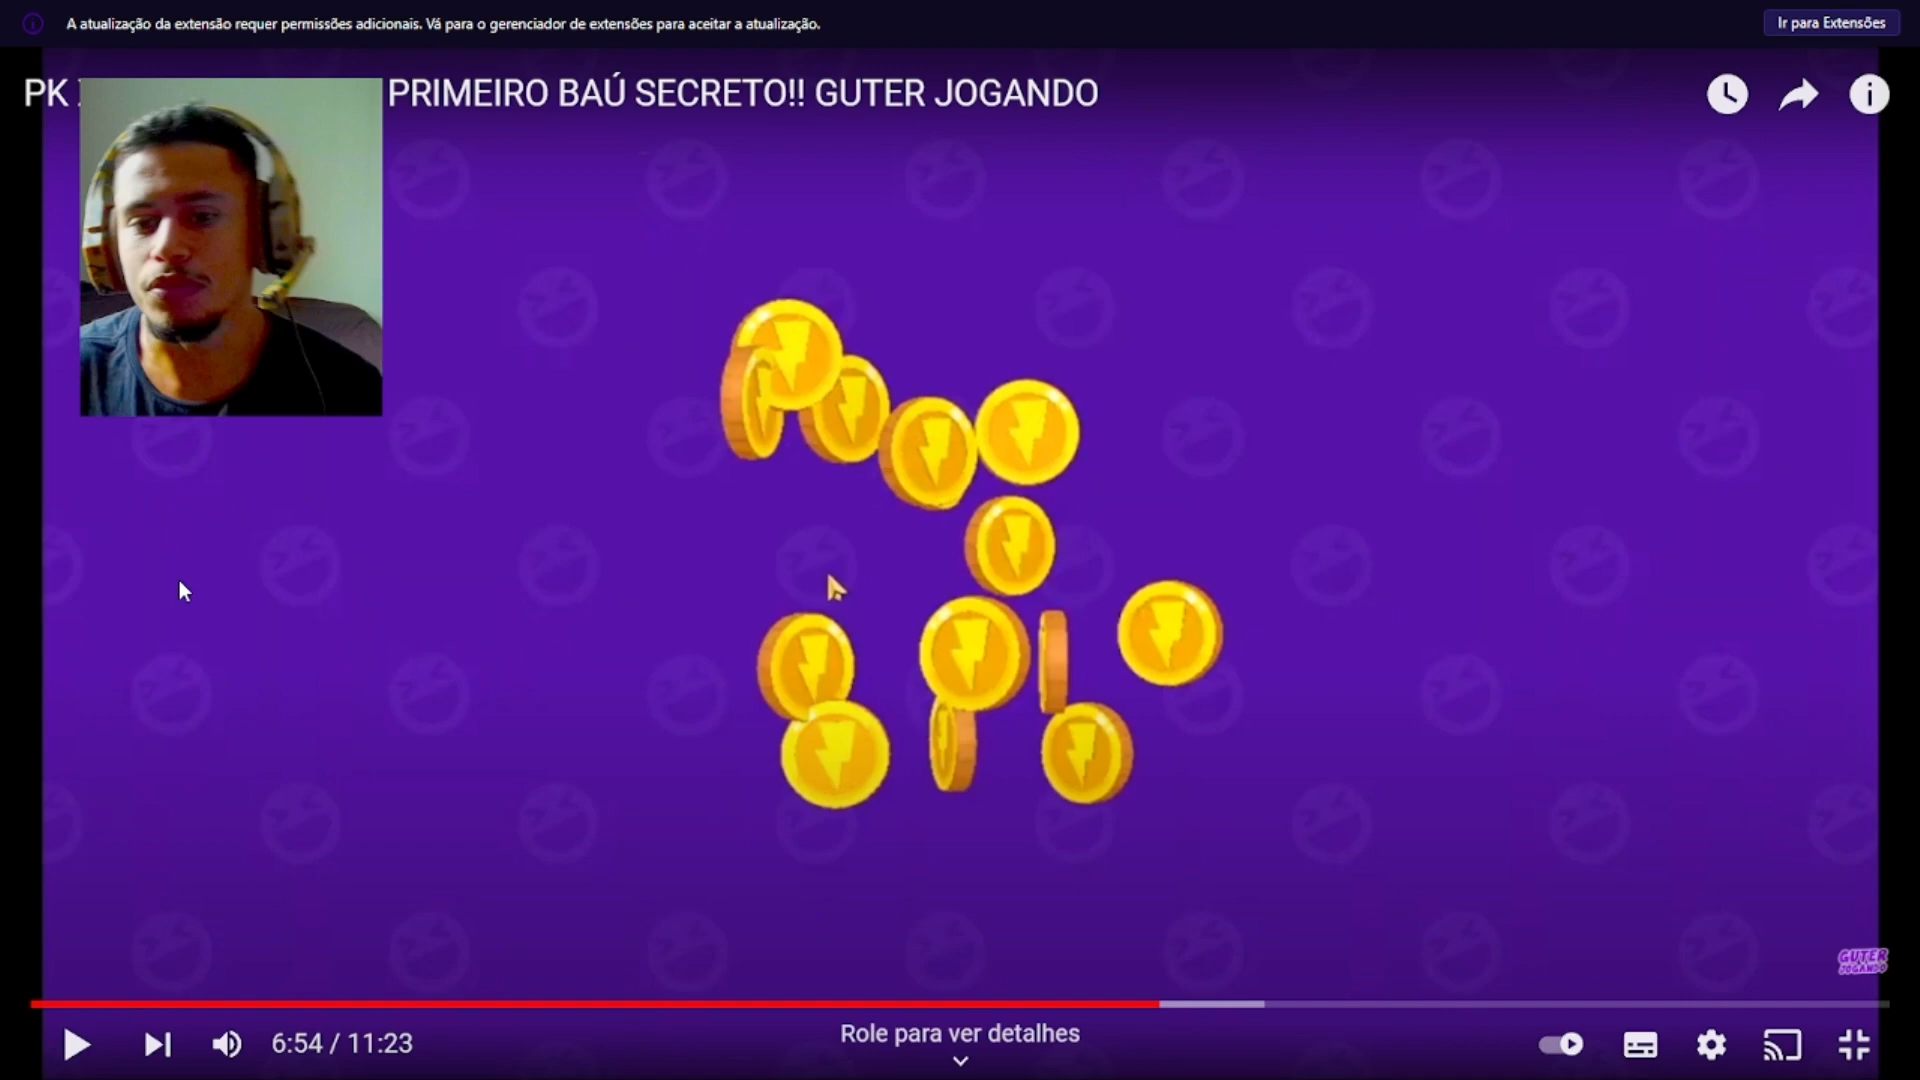 A atualização da extensão requer permissões adicionais. Vá para o gerenciador de extensões para aceitar a atualização.
Ir para Extensões
PK
PRIMEIRO BAÚ SECRETO!! GUTER JOGANDO
GUTER
JOGANDO
6:54 / 11:23
Role para ver detalhes